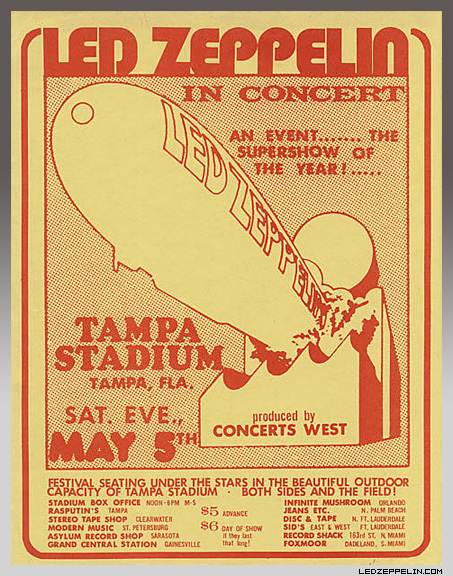 LED ZEPPELIN
IN CONCERT
AN EVENT....... THE
SUPERSHOW OF
THE YEAR!.....
LED ZEPPELIN
TAMPA
STADIUM
TAMPA, FLA.
SAT. EVE.,
MAY 5TH
produced by
CONCERTS WEST
FESTIVAL SEATING UNDER THE STARS IN THE BEAUTIFUL OUTDOOR
CAPACITY OF TAMPA STADIUM · BOTH SIDES AND THE FIELD!
STADIUM BOX OFFICE NOON-8PM M-S
RASPUTIN'S TAMPA
STEREO TAPE SHOP CLEARWATER
MODERN MUSIC ST. PETERSBURG
ASYLUM RECORD SHOP SARASOTA
GRAND CENTRAL STATION GAINESVILLE
$5 ADVANCE
$6 DAY OF SHOW
if they last
that long!
INFINITE MUSHROOM ORLANDO
JEANS ETC. N. PALM BEACH
DISC & TAPE N. FT. LAUDERDALE
SID'S EAST & WEST FT. LAUDERDALE
RECORD SHACK 163rd ST. N. MIAMI
FOXMOOR DADELAND, S.MIAMI
LEDZEPPELIN.COM